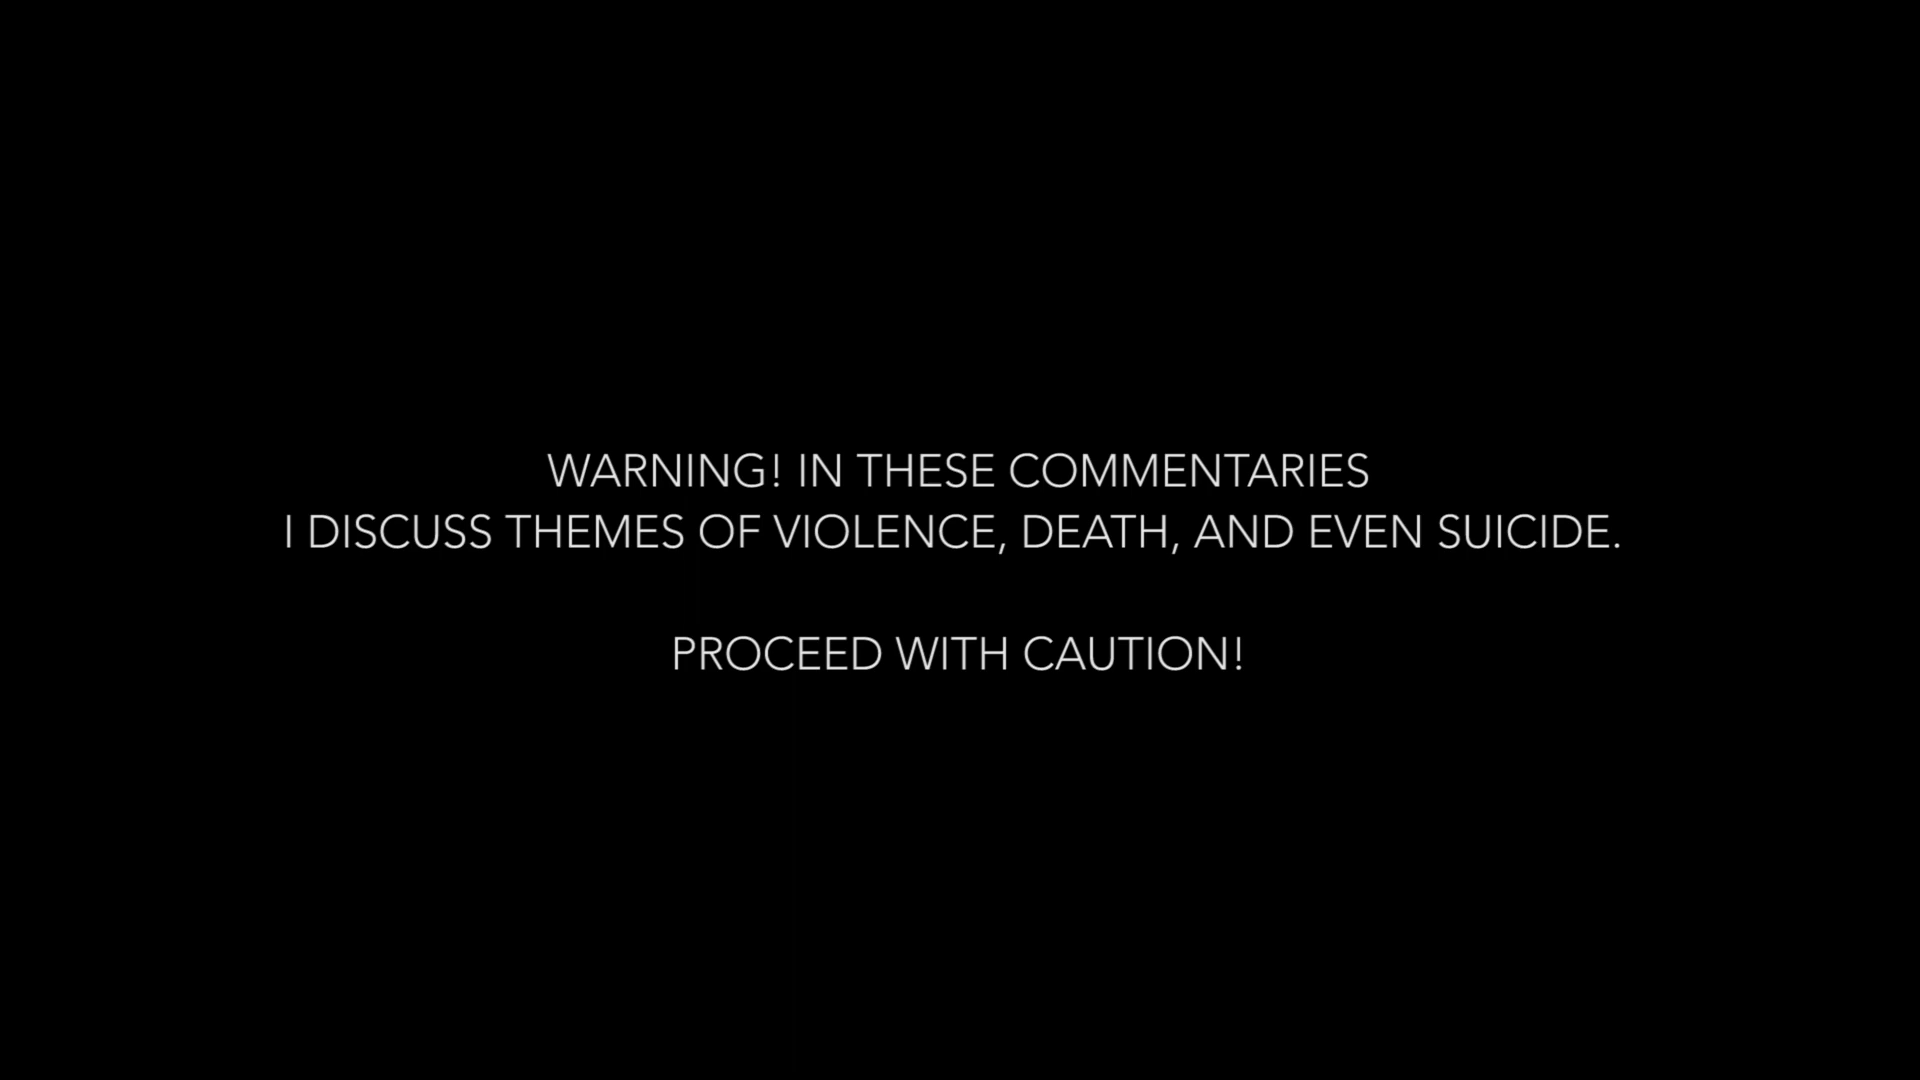 WARNING! IN THESE COMMENTARIES
I DISCUSS THEMES OF VIOLENCE, DEATH, AND EVEN SUICIDE.
PROCEED WITH CAUTION!